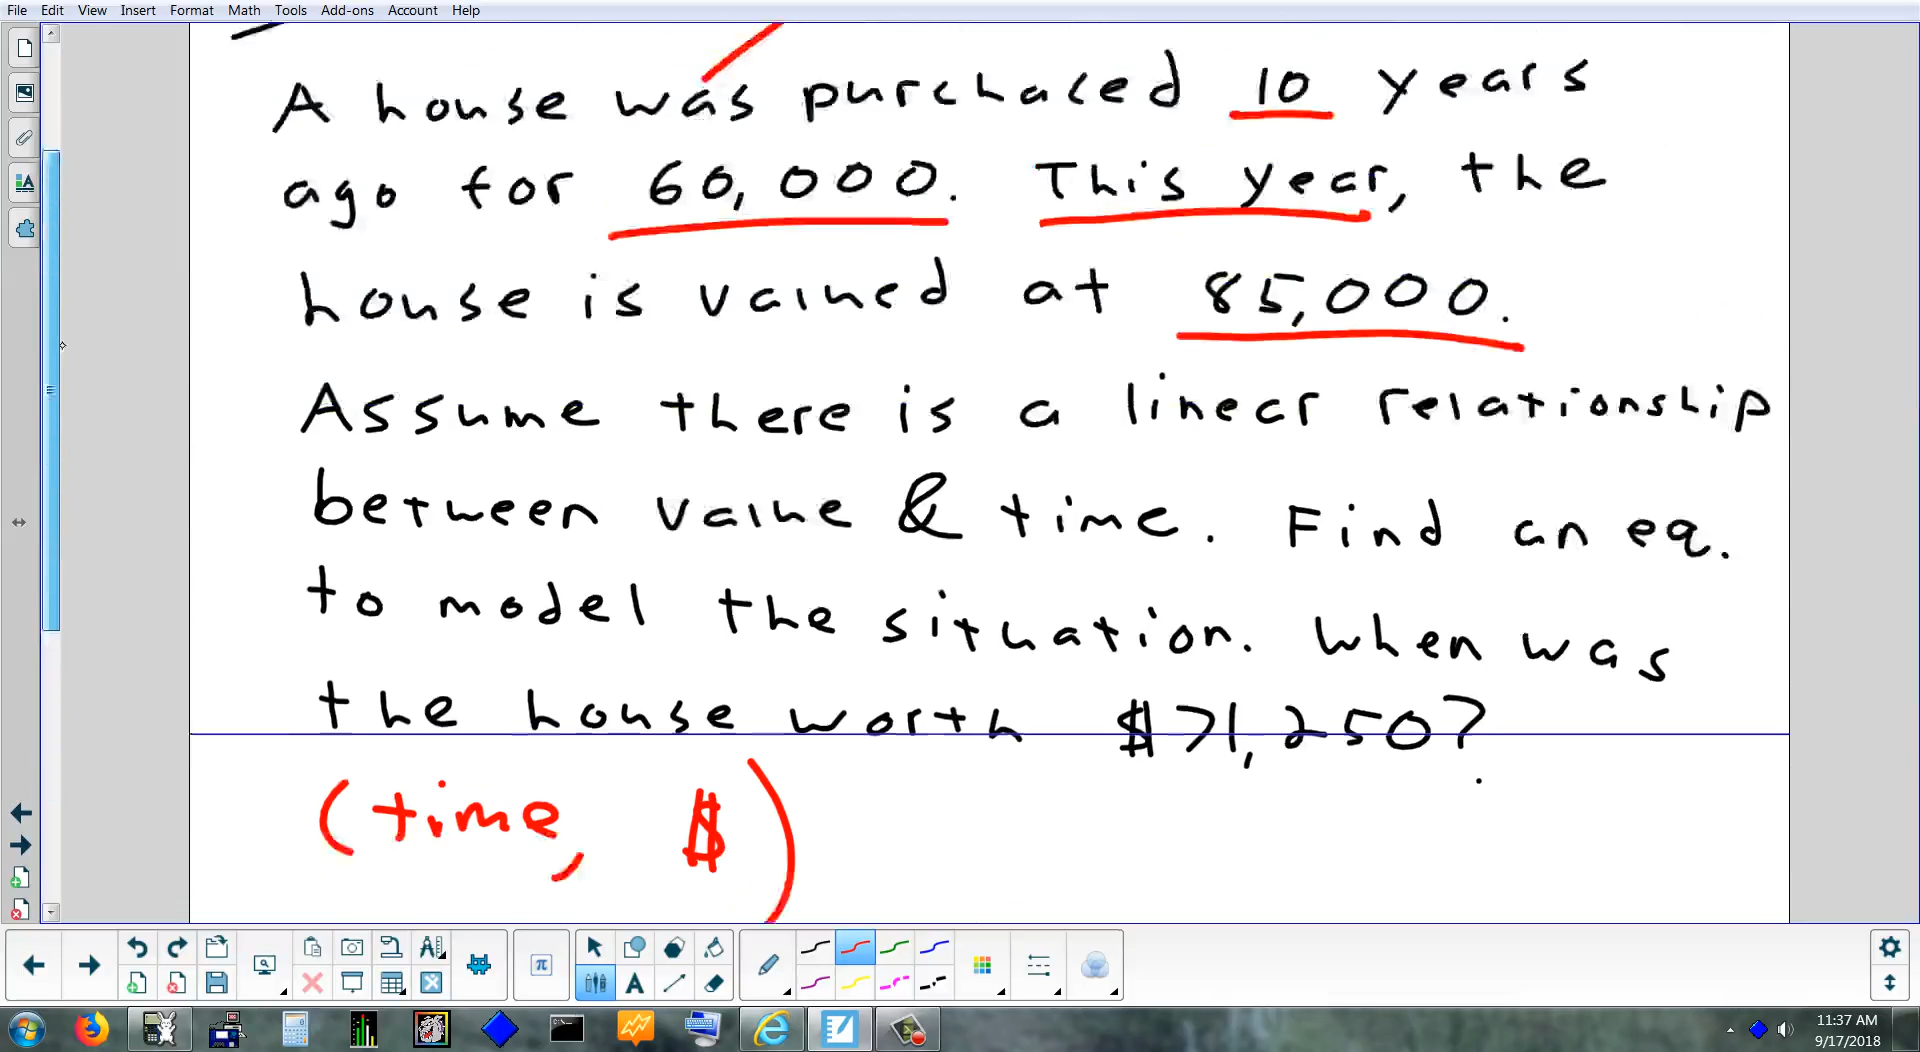 File Edit View Insert Format Math Tools Add-ons Account Help
A house was purchased 10 years
ago for 60,000. This year, the
house is valued at 85,000.
Assume there is a linear relationship
between value & time. Find an eq.
to model the situation. When was
the house worth $71,250?
(time, $)
π
A
11:37 AM
9/17/2018